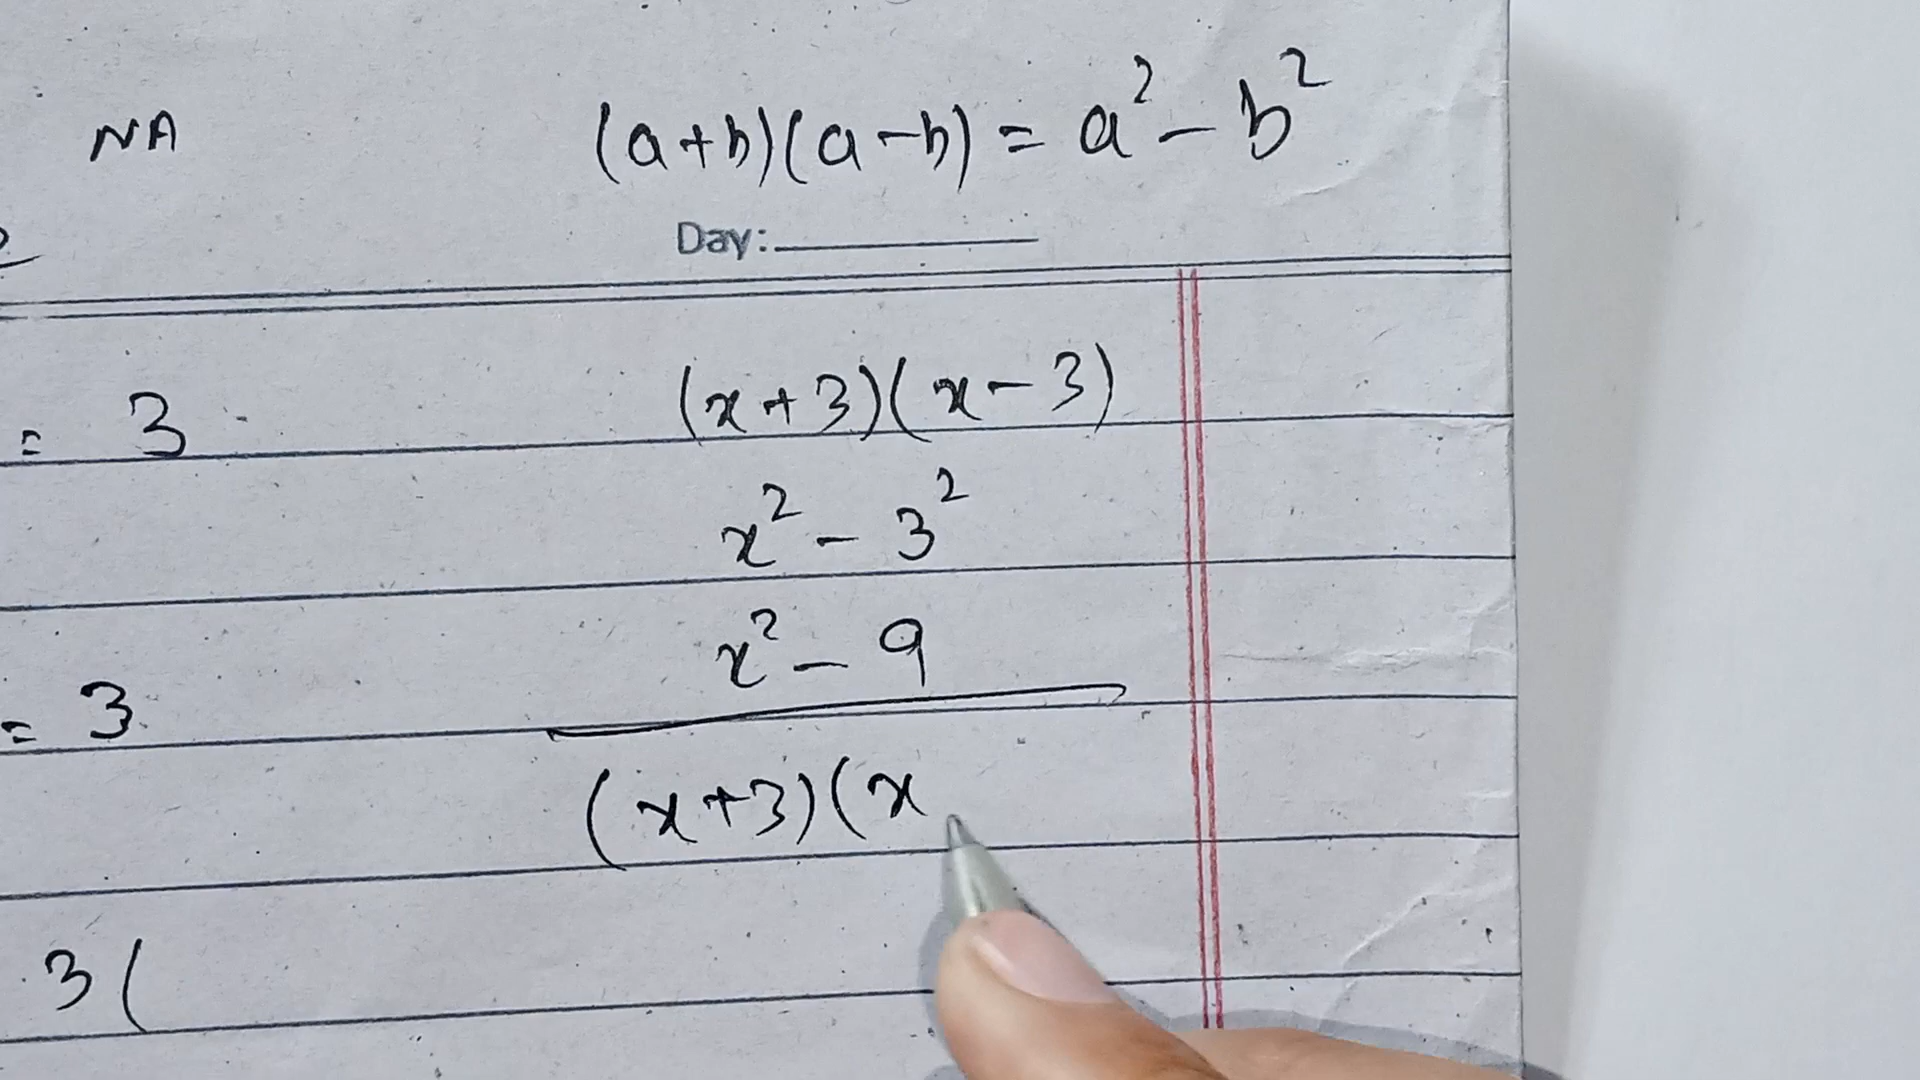 NA (a+b)(a-b) = a² - b²
Day:
= 3 (x+3)(x-3)
x² - 3²
x² - 9
= 3
(x+3)(x
3(